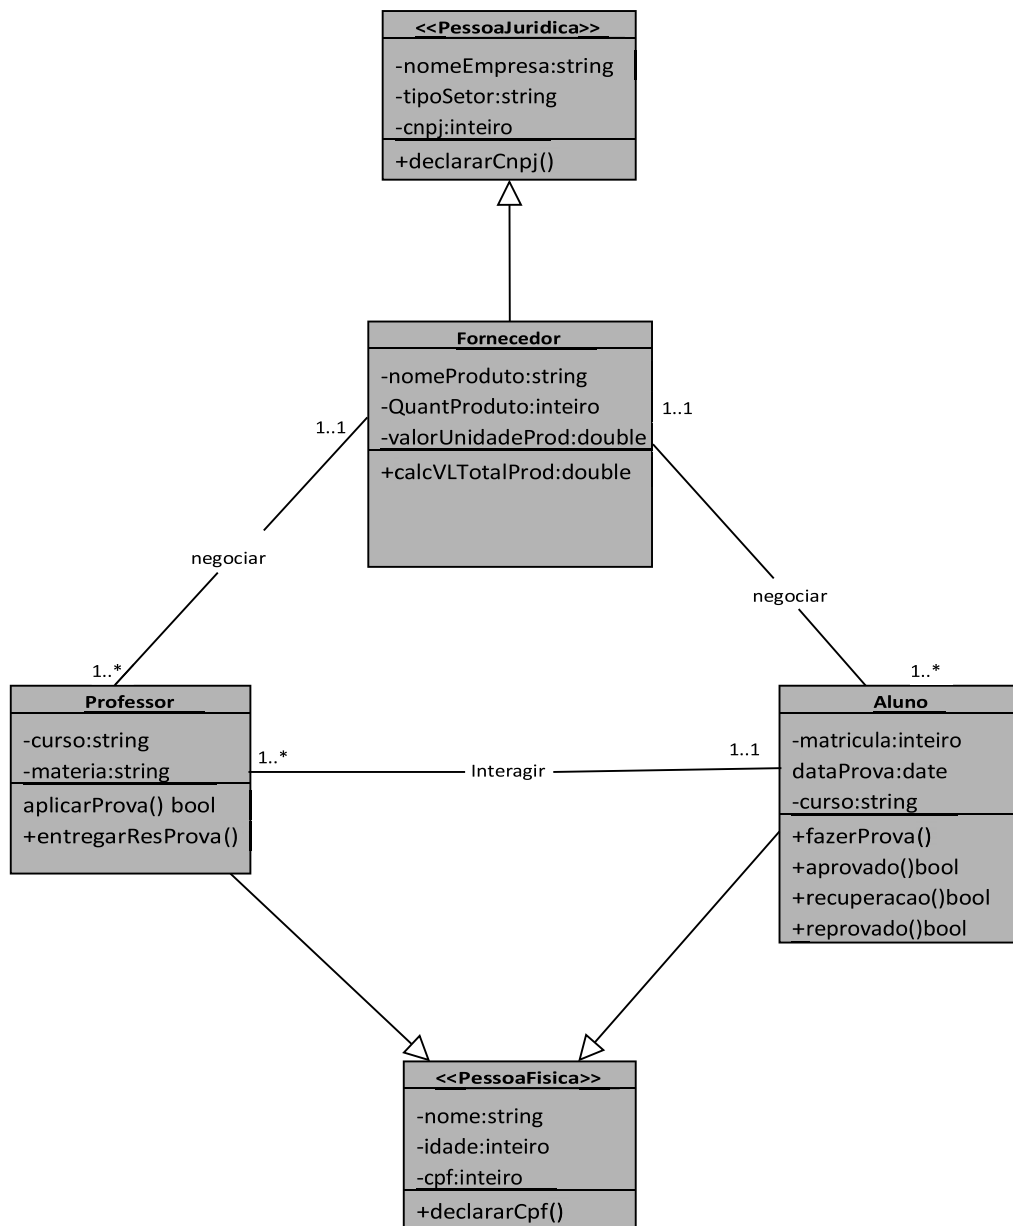 <<PessoaJuridica>>
-nomeEmpresa:string
-tipoSetor:string
-cnpj:inteiro
+declararCnpj()
Fornecedor
-nomeProduto:string
-QuantProduto:inteiro
-valorUnidadeProd:double
+calcVLTotalProd:double
1..1
1..1
negociar
negociar
1..*
1..*
Professor
-curso:string
-materia:string
aplicarProva() bool
+entregarResProva()
1..*
Interagir
1..1
Aluno
-matricula:inteiro
dataProva:date
-curso:string
+fazerProva()
+aprovado()bool
+recuperacao()bool
+reprovado()bool
<<PessoaFisica>>
-nome:string
-idade:inteiro
-cpf:inteiro
+declararCpf()